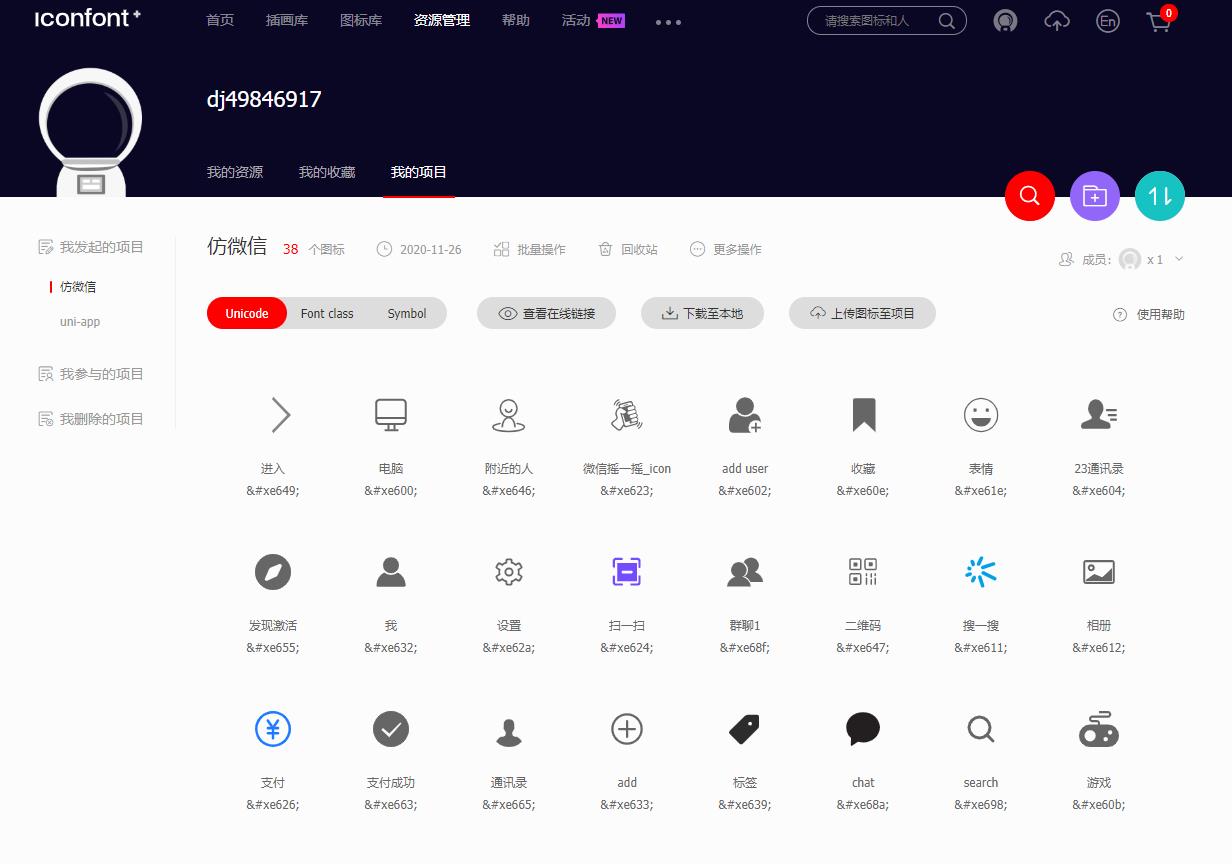 iconfont+
首页 插画库 图标库 资源管理 帮助 活动 NEW
请搜索图标和人
En
0
dj49846917
我的资源 我的收藏 我的项目
我发起的项目
仿微信
uni-app
我参与的项目
我删除的项目
仿微信 38 个图标 2020-11-26 批量操作 回收站 更多操作
成员: x 1
Unicode Font class Symbol 查看在线链接 下载至本地 上传图标至项目 使用帮助
进入 电脑 附近的人 微信摇一摇_icon add user 收藏 表情 23通讯录
&#xe649; &#xe600; &#xe646; &#xe623; &#xe602; &#xe60e; &#xe61e; &#xe604;
发现激活 我 设置 扫一扫 群聊1 二维码 搜一搜 相册
&#xe655; &#xe632; &#xe62a; &#xe624; &#xe68f; &#xe647; &#xe611; &#xe612;
支付 支付成功 通讯录 add 标签 chat search 游戏
&#xe626; &#xe663; &#xe665; &#xe633; &#xe639; &#xe68a; &#xe698; &#xe60b;